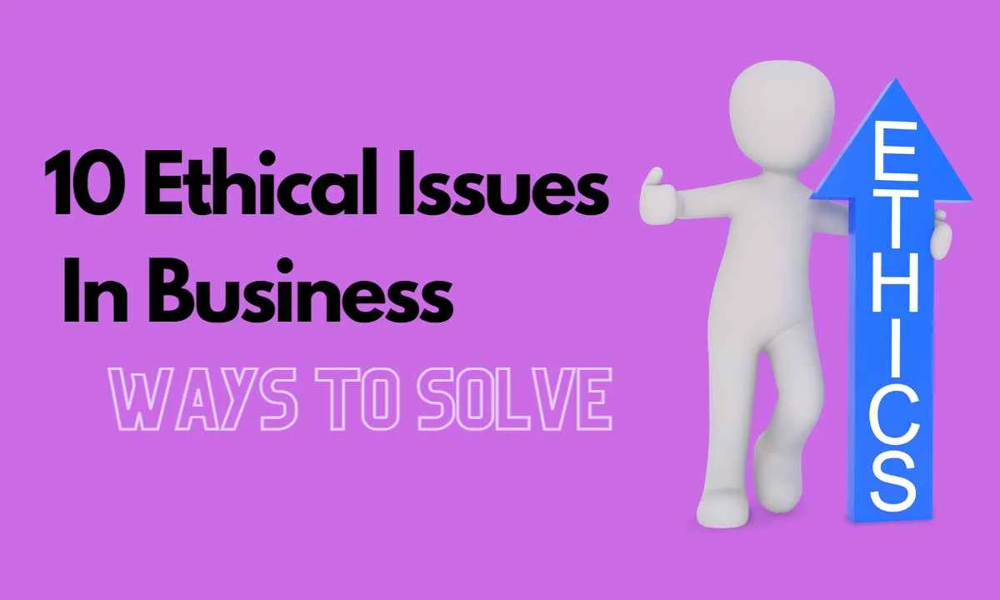 10 Ethical Issues
In Business
WAYS TO SOLVE
ETHICS